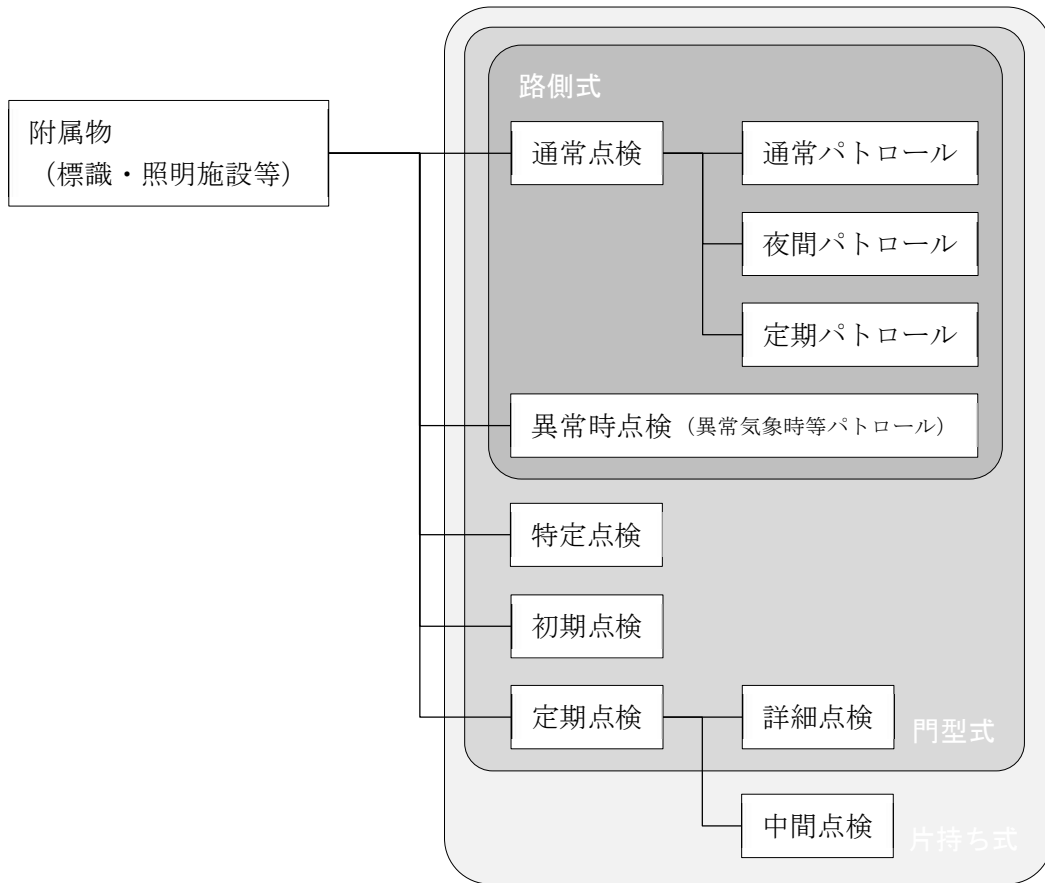 路側式
附属物
（標識・照明施設等）
通常点検
通常パトロール
夜間パトロール
定期パトロール
異常時点検（異常気象時等パトロール）
特定点検
初期点検
定期点検
詳細点検
門型式
中間点検
片持ち式